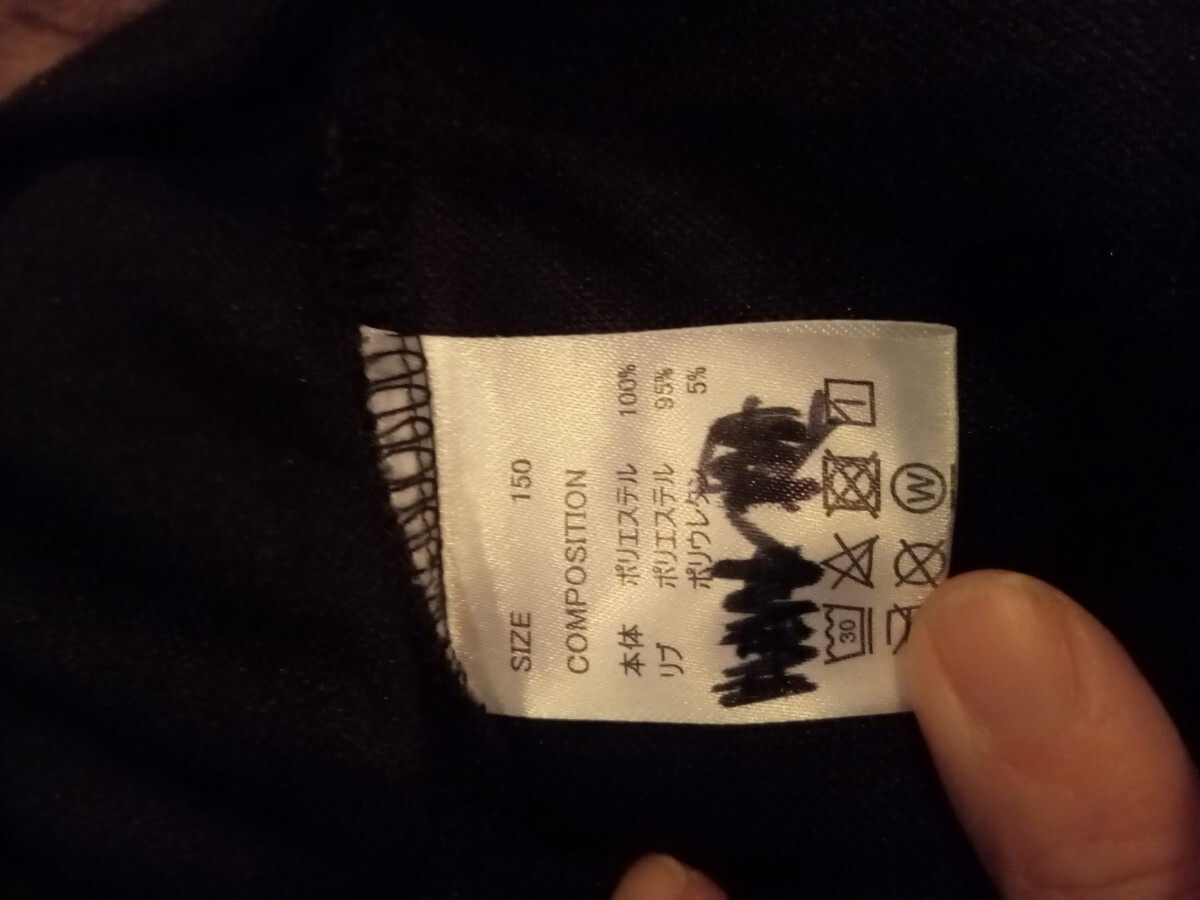 SIZE 150
COMPOSITION
本体 ポリエステル 100%
リブ ポリエステル 95%
ポリウレタン 5%
30
W